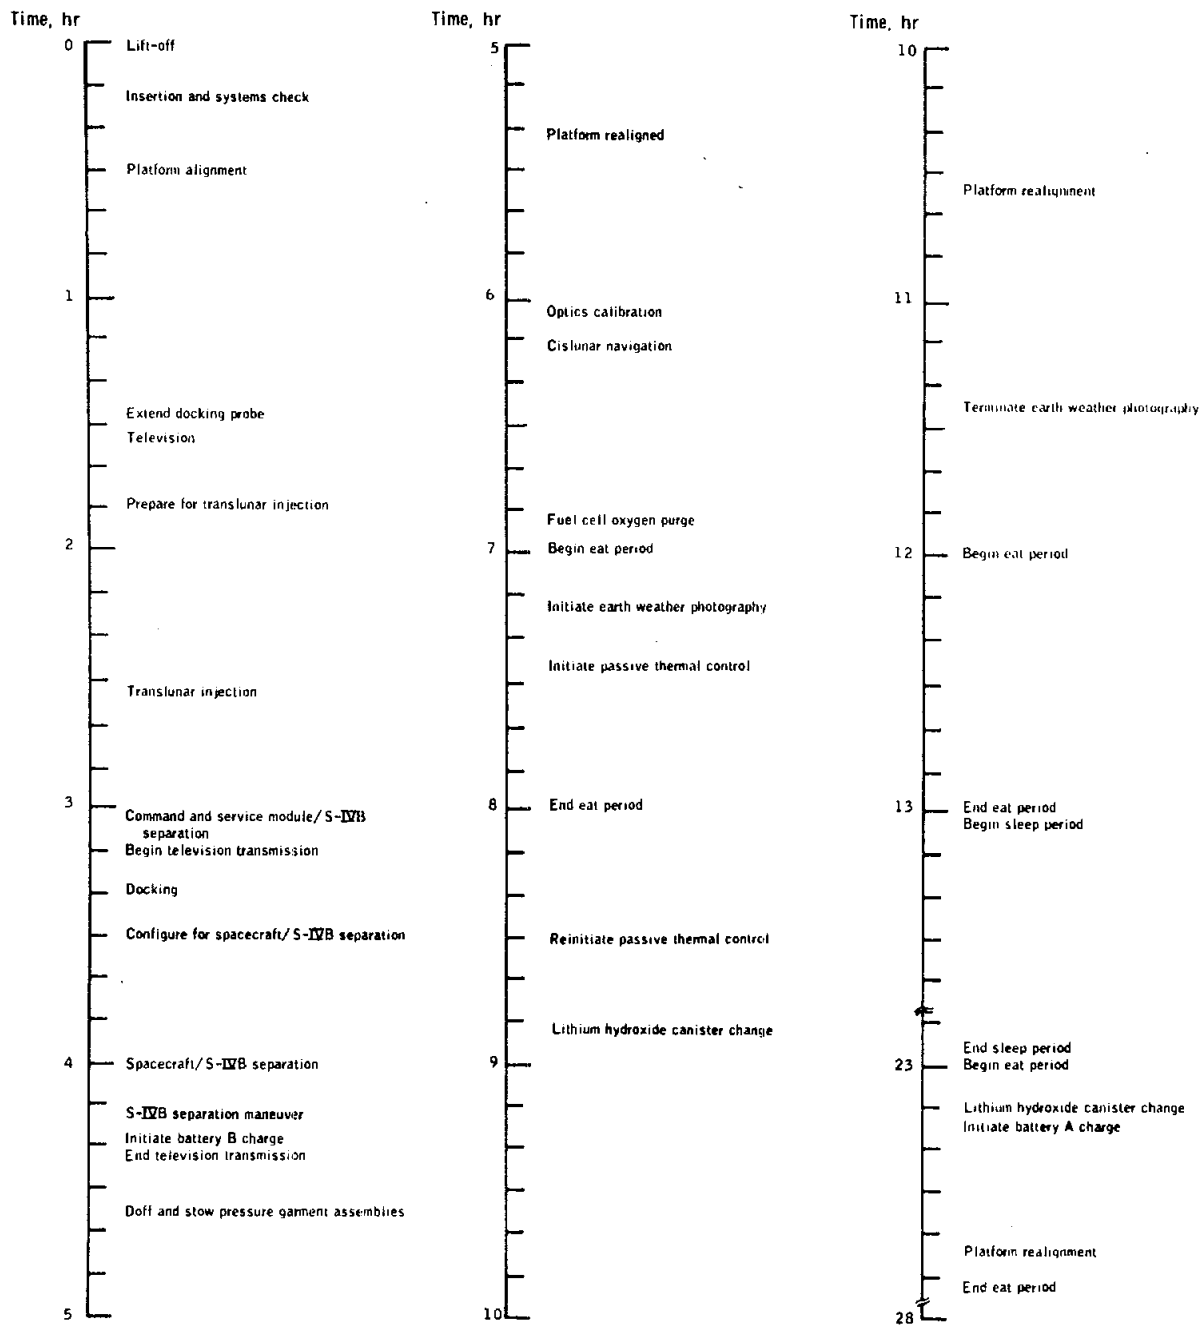 Time, hr
0 Lift-off
Insertion and systems check
Platform alignment
1
Extend docking probe
Television
Prepare for translunar injection
2
Translunar injection
3
Command and service module/S-IVB
separation
Begin television transmission
Docking
Configure for spacecraft/S-IVB separation
4 Spacecraft/S-IVB separation
S-IVB separation maneuver
Initiate battery B charge
End television transmission
Doff and stow pressure garment assemblies
5
Time, hr
5
Platform realigned
6
Optics calibration
Cislunar navigation
Fuel cell oxygen purge
7 Begin eat period
Initiate earth weather photography
Initiate passive thermal control
8 End eat period
Reinitiate passive thermal control
Lithium hydroxide canister change
9
10
Time, hr
10
Platform realignment
11
Terminate earth weather photography
12 Begin eat period
13 End eat period
Begin sleep period
End sleep period
23 Begin eat period
Lithium hydroxide canister change
Initiate battery A charge
Platform realignment
End eat period
28